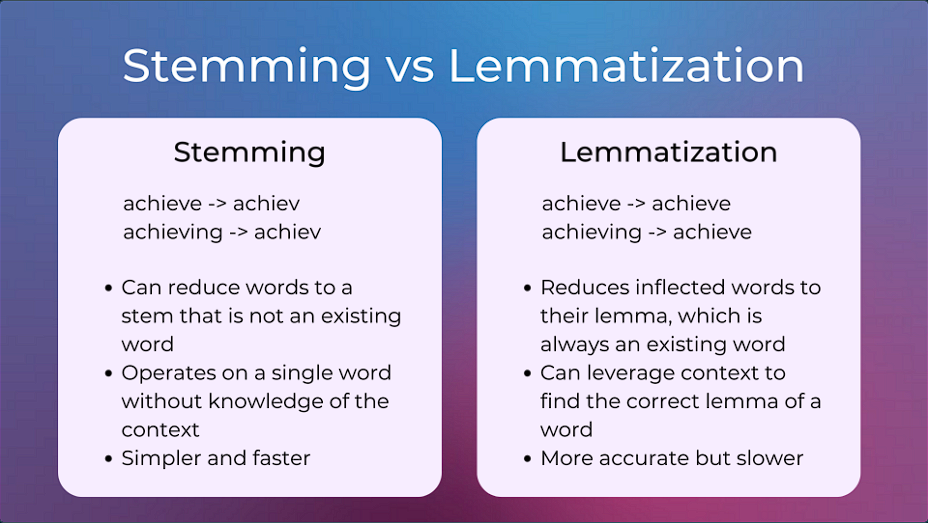 Stemming vs Lemmatization
Stemming
achieve -> achiev
achieving -> achiev
• Can reduce words to a
stem that is not an existing
word
• Operates on a single word
without knowledge of the
context
• Simpler and faster
Lemmatization
achieve -> achieve
achieving -> achieve
• Reduces inflected words to
their lemma, which is
always an existing word
• Can leverage context to
find the correct lemma of a
word
• More accurate but slower